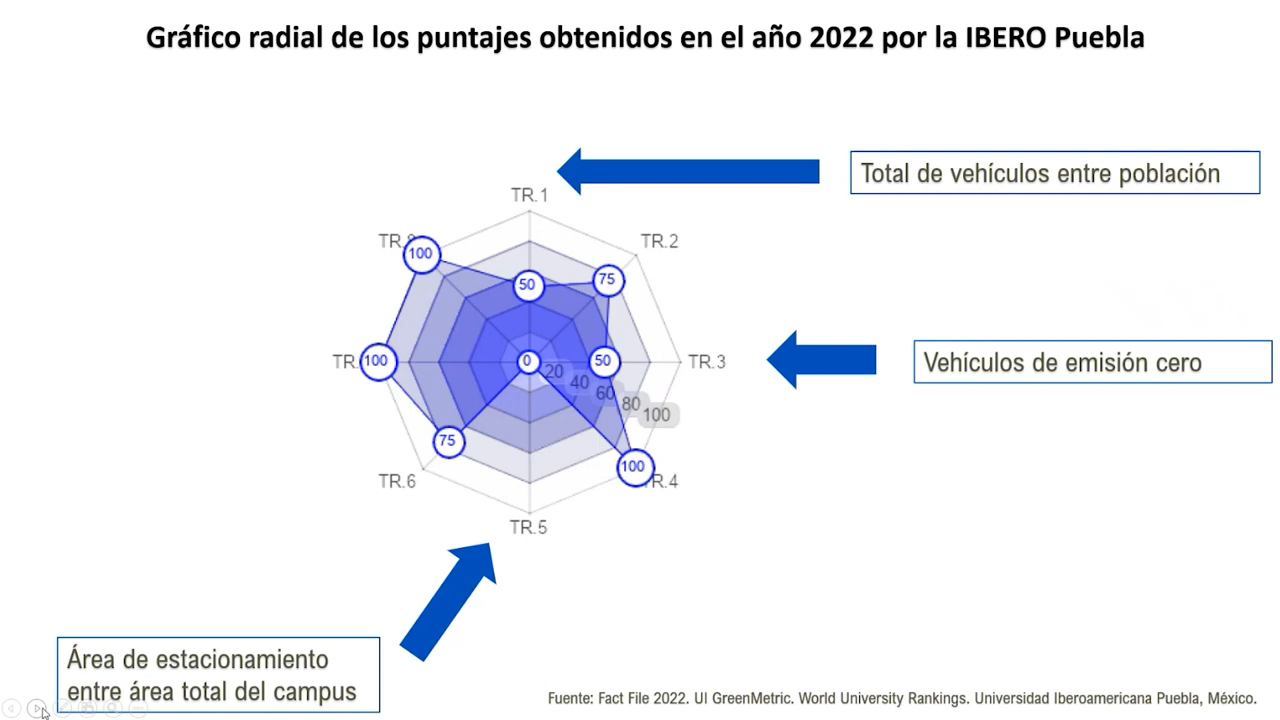 Gráfico radial de los puntajes obtenidos en el año 2022 por la IBERO Puebla
Total de vehículos entre población
TR.1
TR.2
100
50
75
Vehículos de emisión cero
TR.
100
0
50
TR.3
20
40
60
80
100
75
100
TR.6
TR.4
TR.5
Área de estacionamiento
entre área total del campus
Fuente: Fact File 2022. UI GreenMetric. World University Rankings. Universidad Iberoamericana Puebla, México.